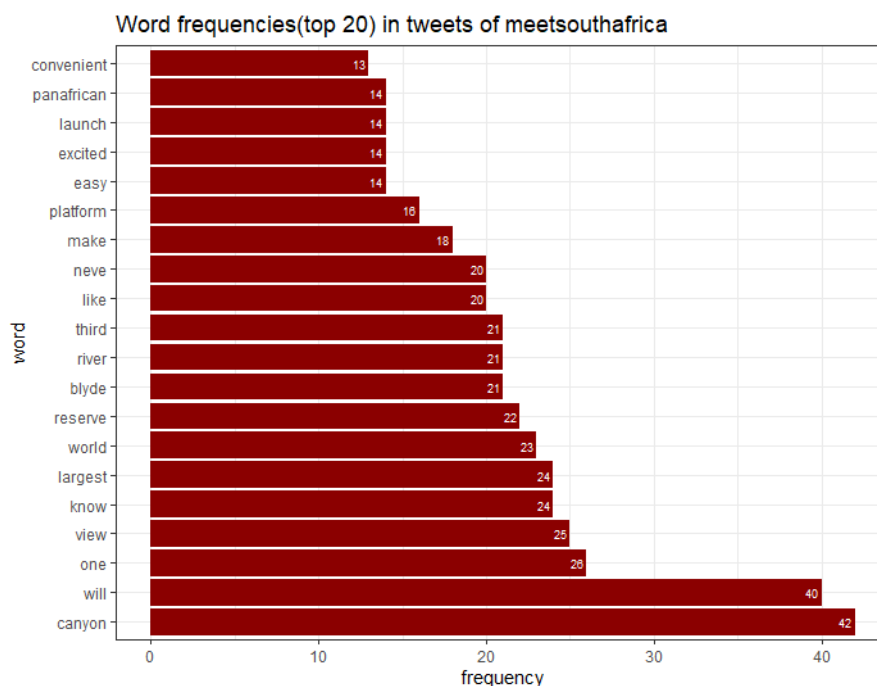 Word frequencies(top 20) in tweets of meetsouthafrica
word
convenient 13
panafrican 14
launch 14
excited 14
easy 14
platform 16
make 18
neve 20
like 20
third 21
river 21
blyde 21
reserve 22
world 23
largest 24
know 24
view 25
one 26
will 40
canyon 42
0 10 20 30 40
frequency